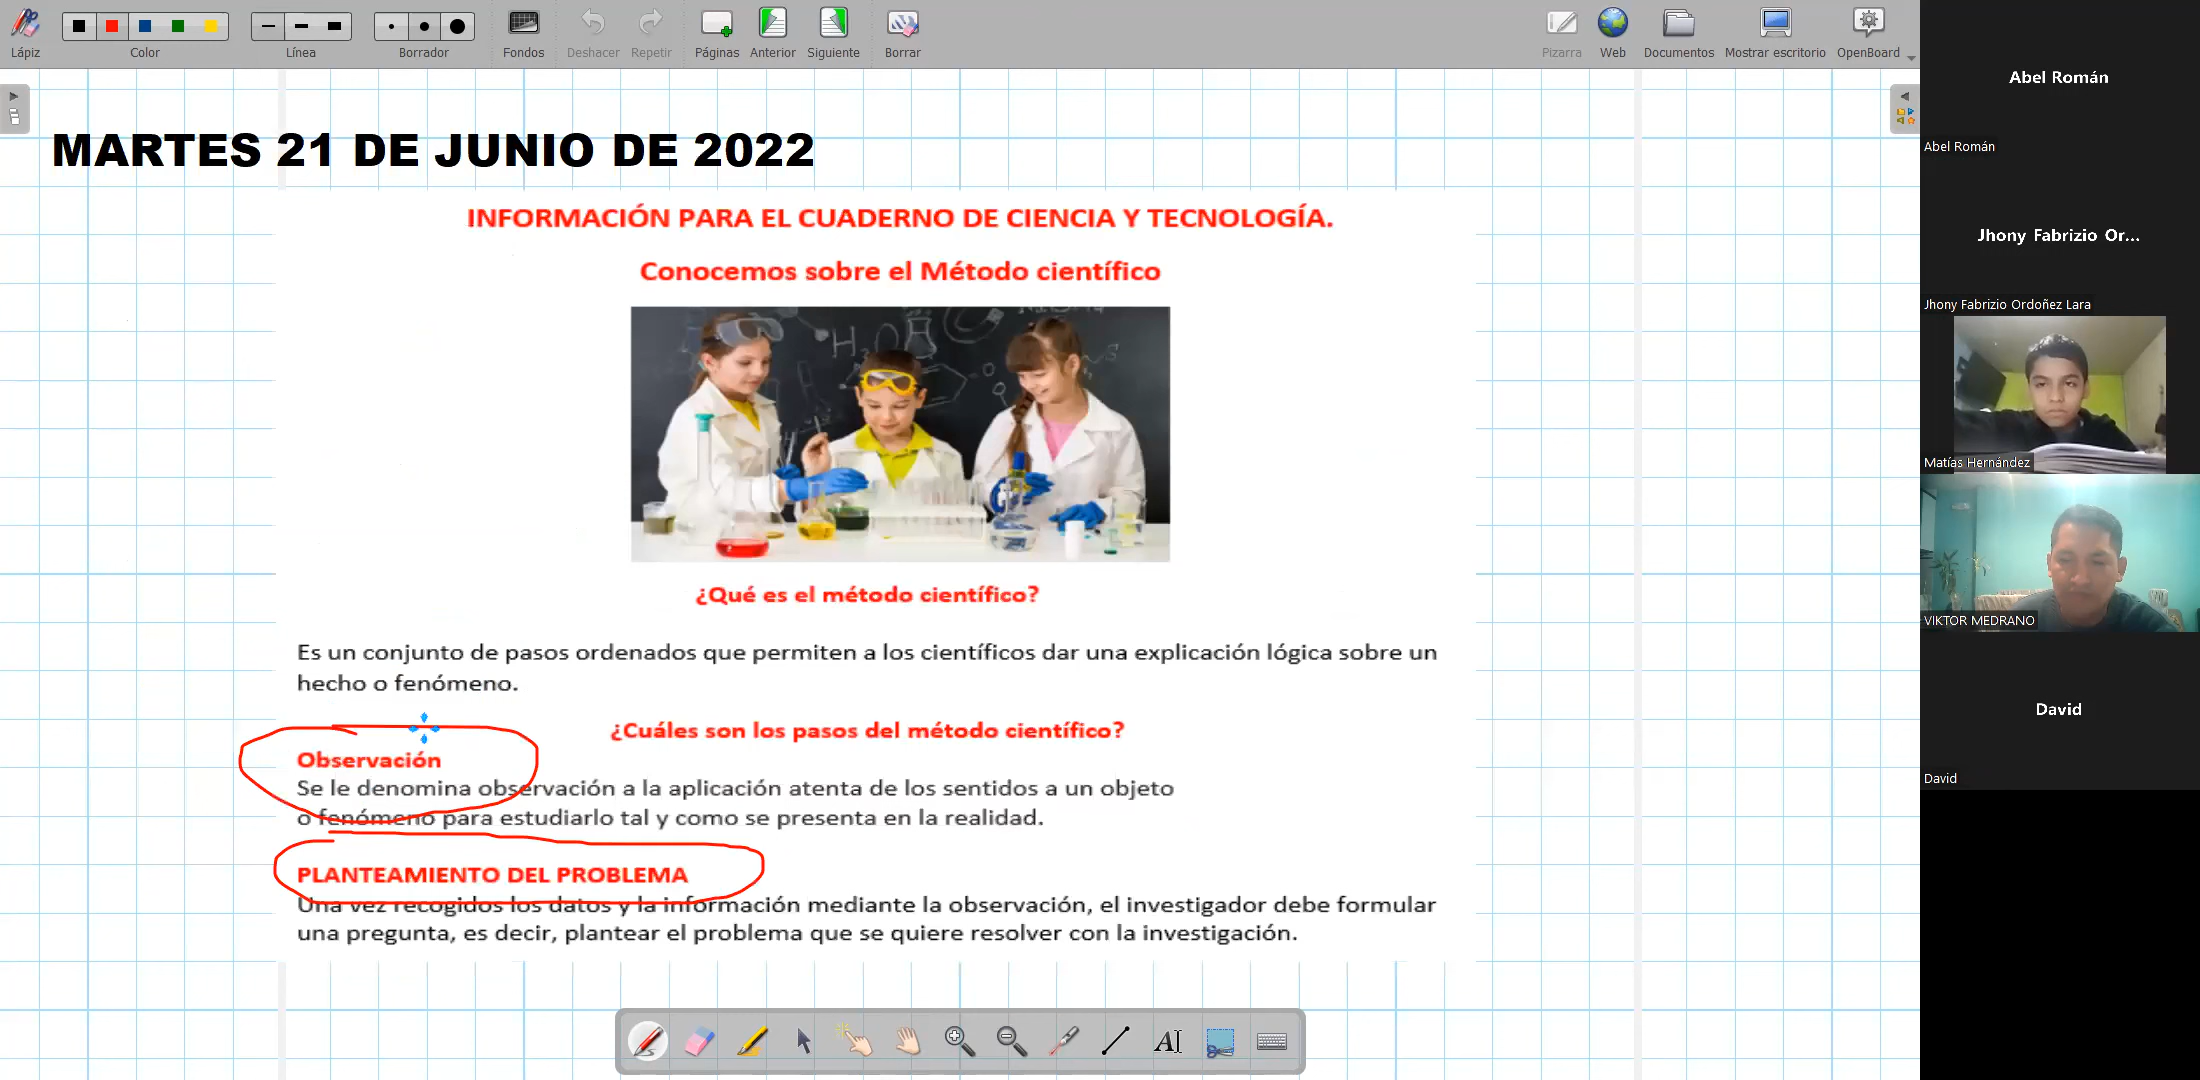 Lápiz
Color
Línea
Borrador
Fondos
Deshacer
Repetir
Páginas
Anterior
Siguiente
Borrar
Pizarra
Web
Documentos
Mostrar escritorio
OpenBoard
MARTES 21 DE JUNIO DE 2022
INFORMACIÓN PARA EL CUADERNO DE CIENCIA Y TECNOLOGÍA.
Conocemos sobre el Método científico
¿Qué es el método científico?
Es un conjunto de pasos ordenados que permiten a los científicos dar una explicación lógica sobre un
hecho o fenómeno.
¿Cuáles son los pasos del método científico?
Observación
Se le denomina observación a la aplicación atenta de los sentidos a un objeto
o fenómeno para estudiarlo tal y como se presenta en la realidad.
PLANTEAMIENTO DEL PROBLEMA
Una vez recogidos los datos y la información mediante la observación, el investigador debe formular
una pregunta, es decir, plantear el problema que se quiere resolver con la investigación.
Abel Román
Abel Román
Jhony Fabrizio Or...
Jhony Fabrizio Ordoñez Lara
Matías Hernández
VIKTOR MEDRANO
David
David